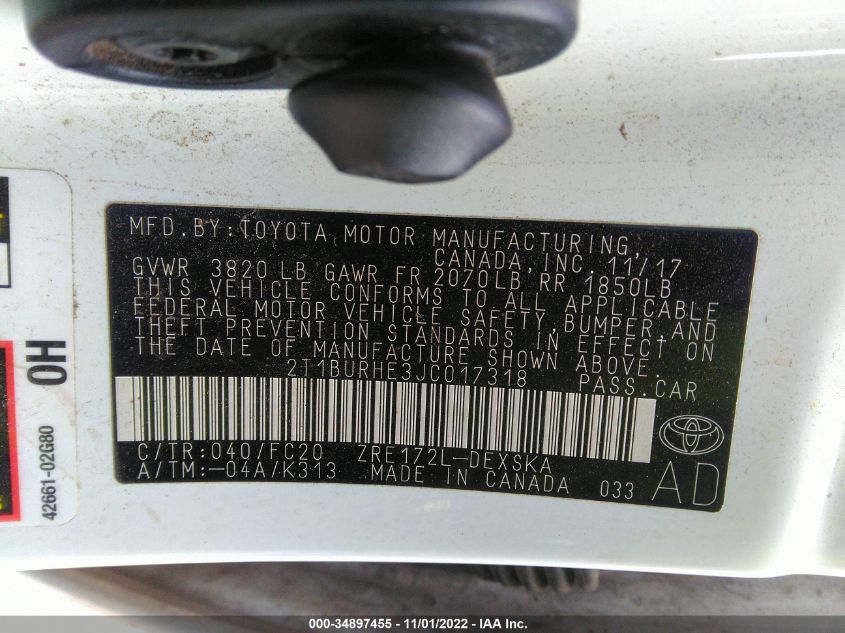 MFD.BY:TOYOTA MOTOR MANUFACTURING,
CANADA,INC. 11/17
GVWR 3820 LB GAWR FR 2070LB RR 1850LB
THIS VEHICLE CONFORMS TO ALL APPLICABLE
FEDERAL MOTOR VEHICLE SAFETY,BUMPER,AND
THEFT PREVENTION STANDARDS IN EFFECT ON
THE DATE OF MANUFACTURE SHOWN ABOVE.
2T1BURHE3JC017318 PASS.CAR
C/TR:040/FC20 ZRE172L-DEXSKA
A/TM:-04A/K313 MADE IN CANADA 033 AD
0H
42661-02G80
000-34897455 - 11/01/2022 - IAA Inc.